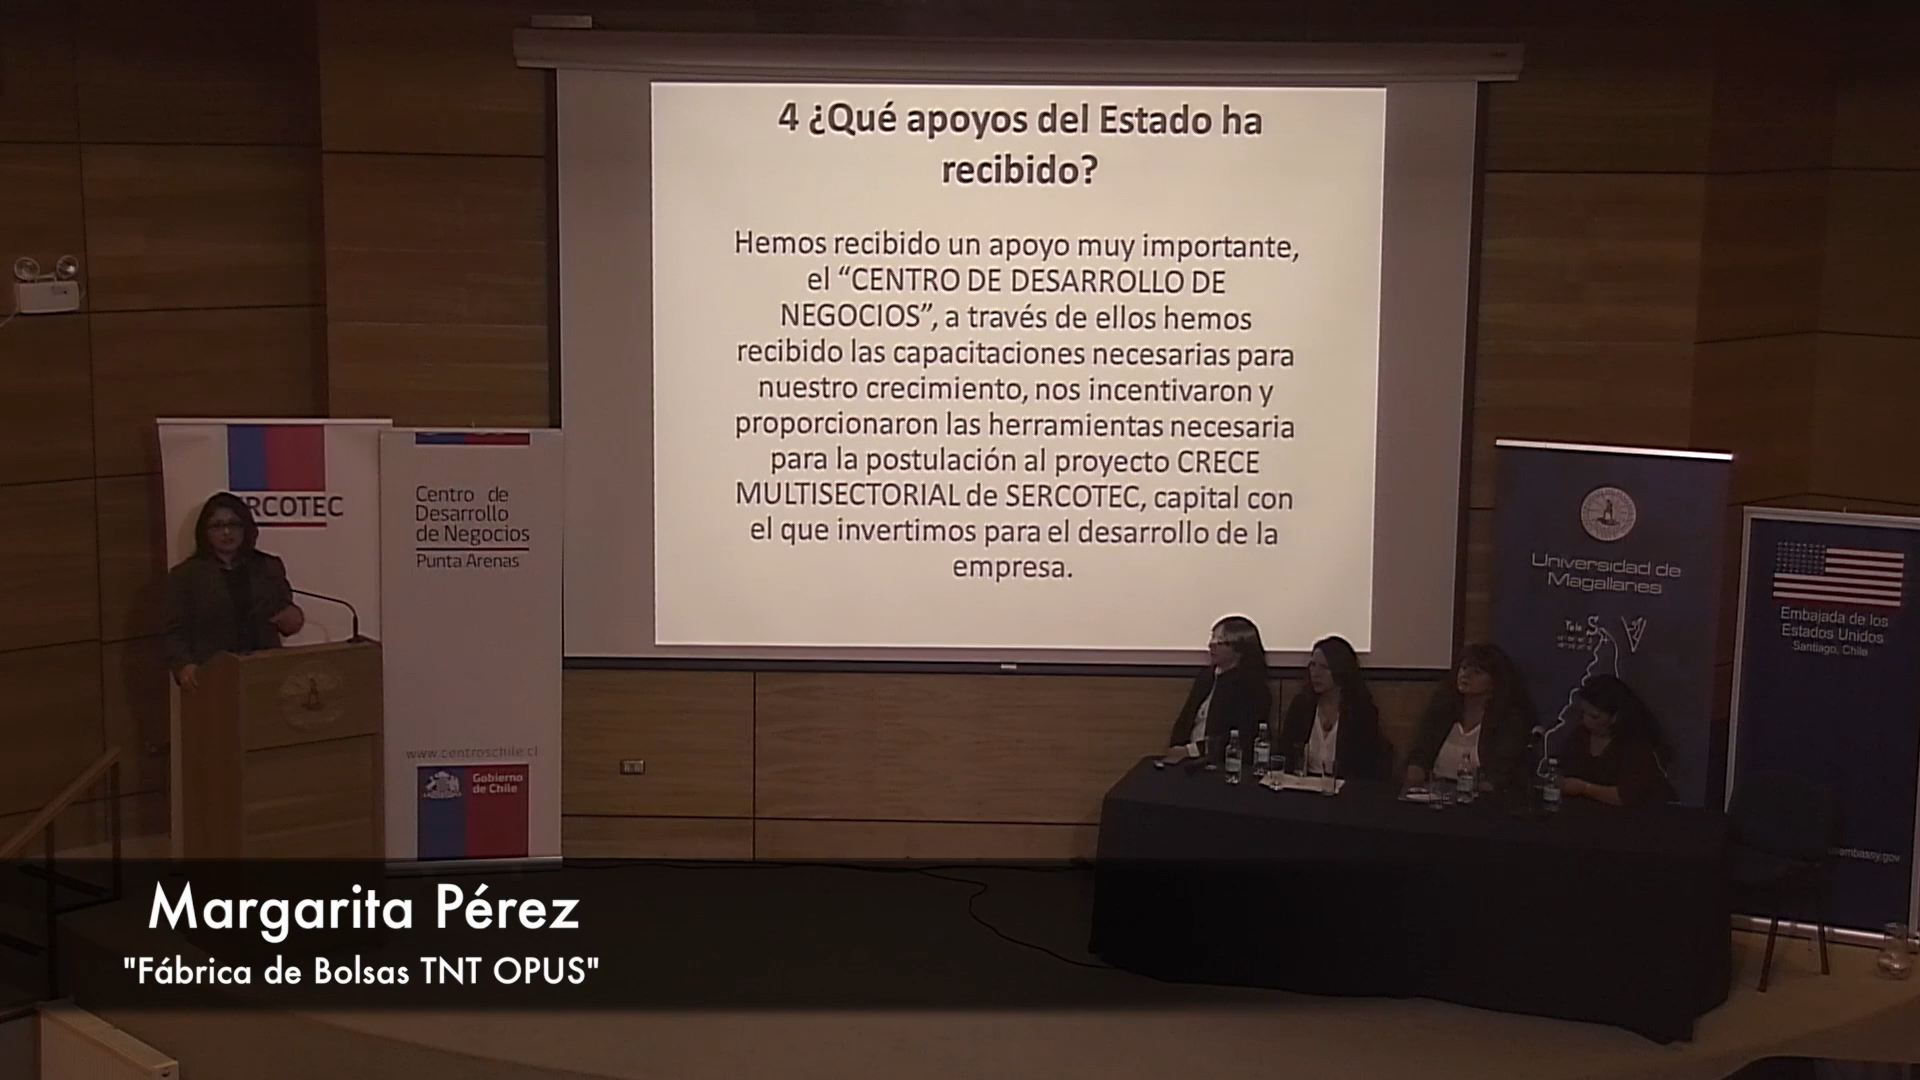 4 ¿Qué apoyos del Estado ha
recibido?
Hemos recibido un apoyo muy importante,
el “CENTRO DE DESARROLLO DE
NEGOCIOS”, a través de ellos hemos
recibido las capacitaciones necesarias para
nuestro crecimiento, nos incentivaron y
proporcionaron las herramientas necesaria
para la postulación al proyecto CRECE
MULTISECTORIAL de SERCOTEC, capital con
el que invertimos para el desarrollo de la
empresa.
RCOTEC
Centro de
Desarrollo
de Negocios
Punta Arenas
www.centroschile.cl
Gobierno
de Chile
Universidad de
Magallanes
Embajada de los
Estados Unidos
Santiago, Chile
embassy.gov
Margarita Pérez
"Fábrica de Bolsas TNT OPUS"